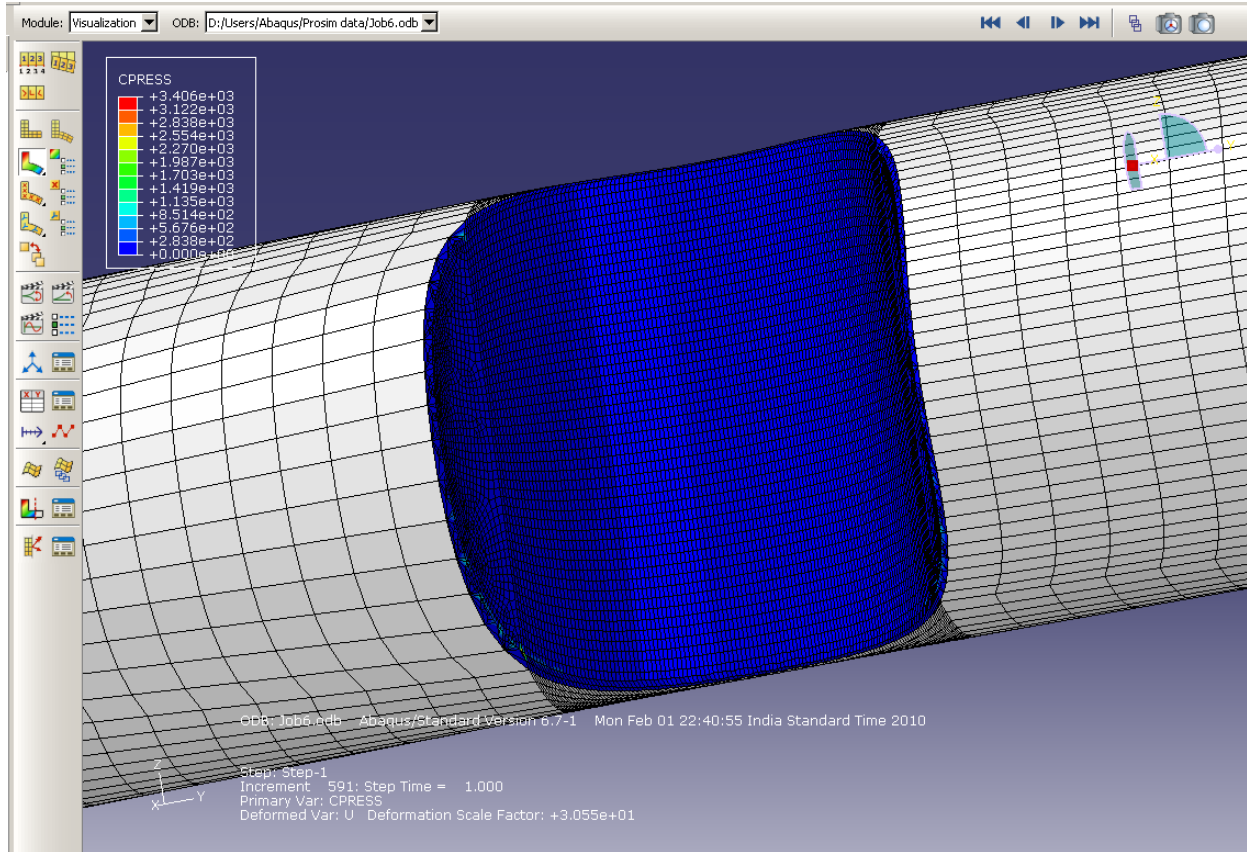 Module: Visualization ODB: D:/Users/Abaqus/Prosim data/Job6.odb
CPRESS
+3.406e+03
+3.122e+03
+2.838e+03
+2.554e+03
+2.270e+03
+1.987e+03
+1.703e+03
+1.419e+03
+1.135e+03
+8.514e+02
+5.676e+02
+2.838e+02
+0.000e+00
Z
X Y
ODB: Job6.odb Abaqus/Standard Version 6.7-1 Mon Feb 01 22:40:55 India Standard Time 2010
Z
X Y
Step: Step-1
Increment 591: Step Time = 1.000
Primary Var: CPRESS
Deformed Var: U Deformation Scale Factor: +3.055e+01